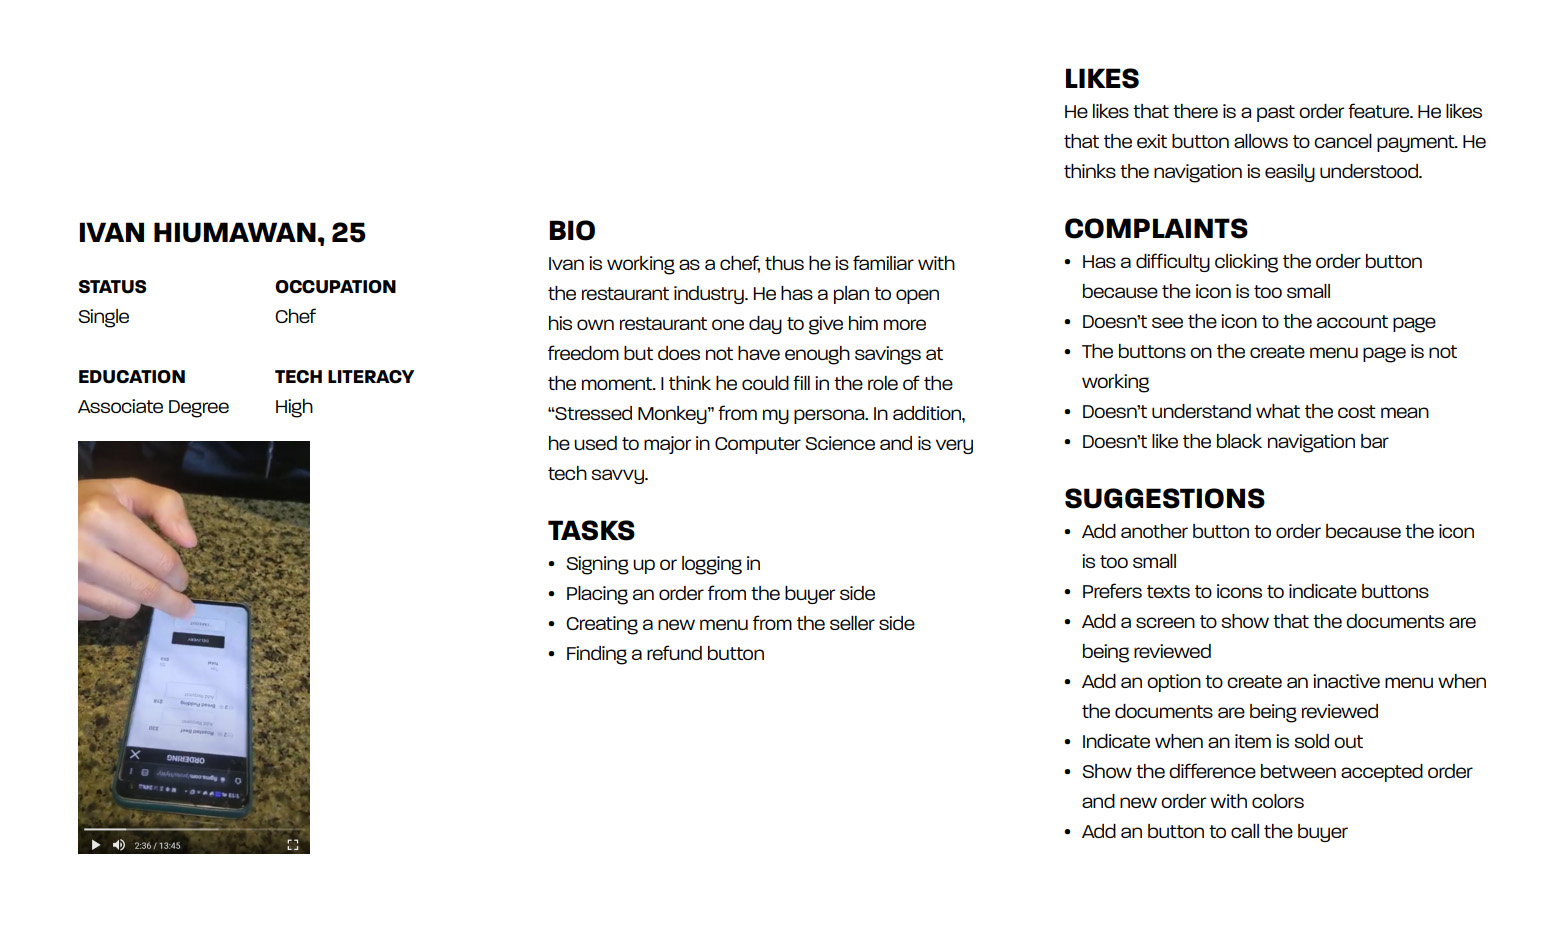 IVAN HIUMAWAN, 25
STATUS
Single
OCCUPATION
Chef
EDUCATION
Associate Degree
TECH LITERACY
High
DELIVERY
Add Request
Bread Pudding
Add Request
Roasted Beef
ORDERING
2:36 / 13:45
BIO
Ivan is working as a chef, thus he is familiar with
the restaurant industry. He has a plan to open
his own restaurant one day to give him more
freedom but does not have enough savings at
the moment. I think he could fill in the role of the
“Stressed Monkey” from my persona. In addition,
he used to major in Computer Science and is very
tech savvy.
TASKS
• Signing up or logging in
• Placing an order from the buyer side
• Creating a new menu from the seller side
• Finding a refund button
LIKES
He likes that there is a past order feature. He likes
that the exit button allows to cancel payment. He
thinks the navigation is easily understood.
COMPLAINTS
• Has a difficulty clicking the order button
because the icon is too small
• Doesn’t see the icon to the account page
• The buttons on the create menu page is not
working
• Doesn’t understand what the cost mean
• Doesn’t like the black navigation bar
SUGGESTIONS
• Add another button to order because the icon
is too small
• Prefers texts to icons to indicate buttons
• Add a screen to show that the documents are
being reviewed
• Add an option to create an inactive menu when
the documents are being reviewed
• Indicate when an item is sold out
• Show the difference between accepted order
and new order with colors
• Add an button to call the buyer